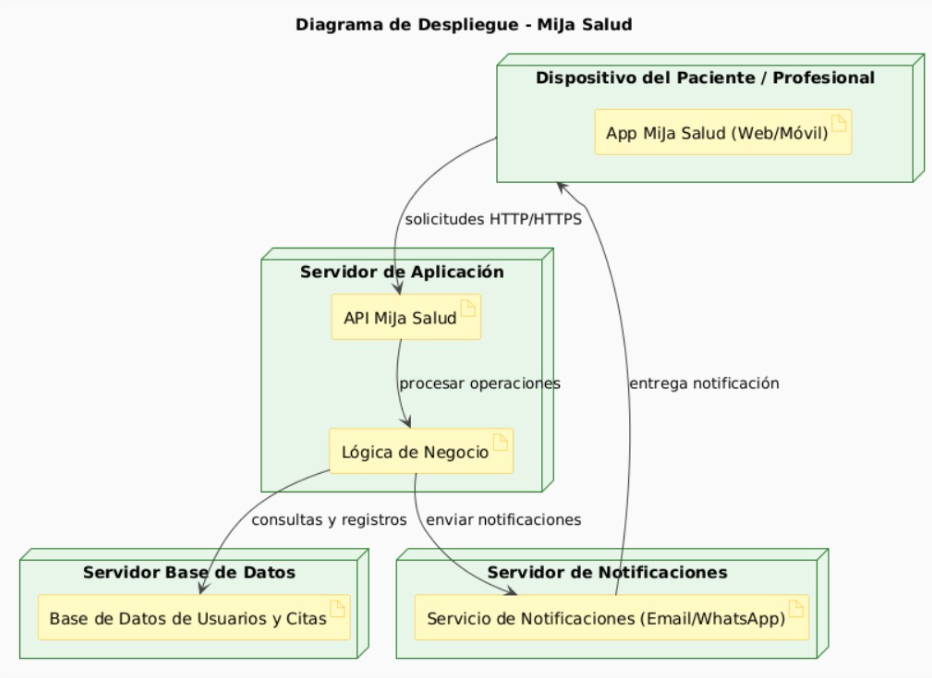 Diagrama de Despliegue - MiJa Salud
Dispositivo del Paciente / Profesional
App MiJa Salud (Web/Móvil)
solicitudes HTTP/HTTPS
Servidor de Aplicación
API MiJa Salud
procesar operaciones
entrega notificación
Lógica de Negocio
consultas y registros
enviar notificaciones
Servidor Base de Datos
Base de Datos de Usuarios y Citas
Servidor de Notificaciones
Servicio de Notificaciones (Email/WhatsApp)